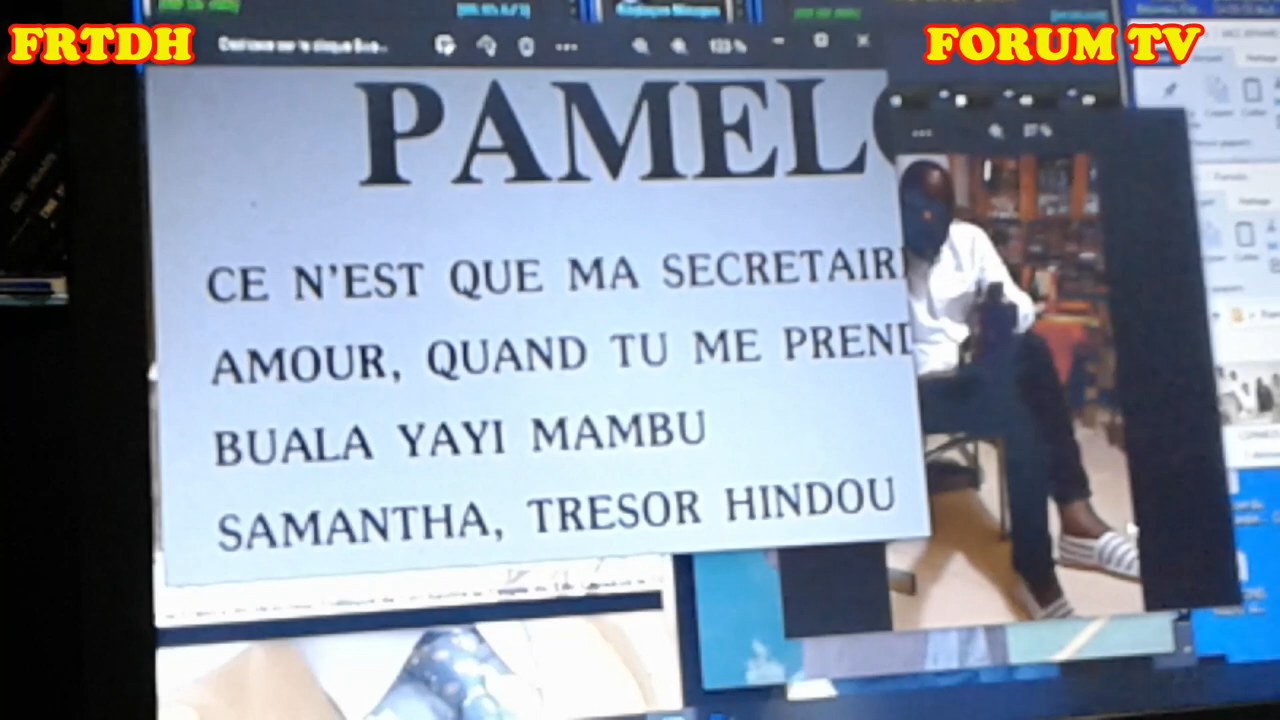 FRTDH
FORUM TV
133 %
PAMEL
CE N'EST QUE MA SECRETAIR
AMOUR, QUAND TU ME PREND
BUALA YAYI MAMBU
SAMANTHA, TRESOR HINDOU